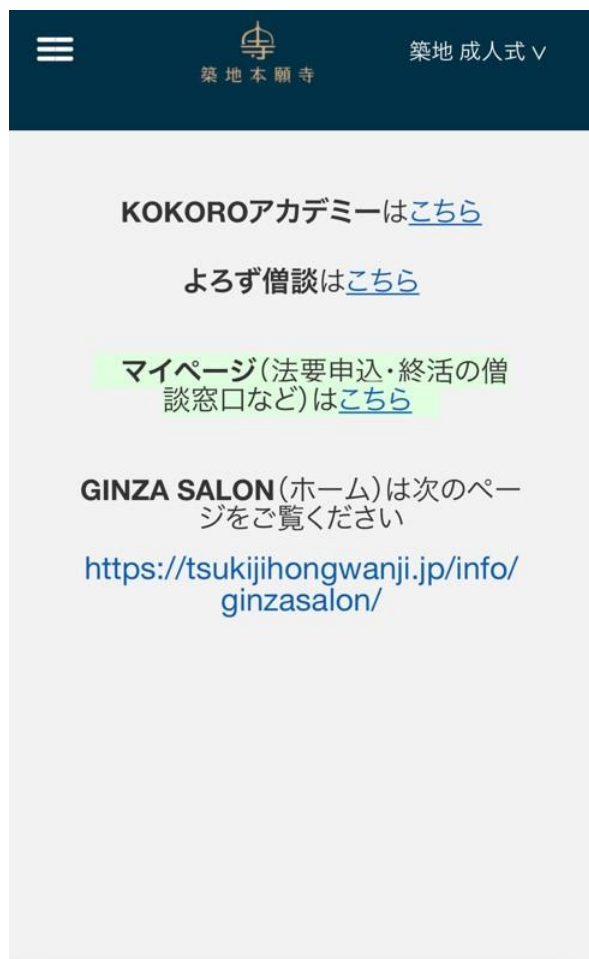 築地本願寺
築地 成人式 ∨
KOKOROアカデミーはこちら
よろず僧談はこちら
マイページ（法要申込・終活の僧
談窓口など）はこちら
GINZA SALON（ホーム）は次のペー
ジをご覧ください
https://tsukijihongwanji.jp/info/
ginzasalon/